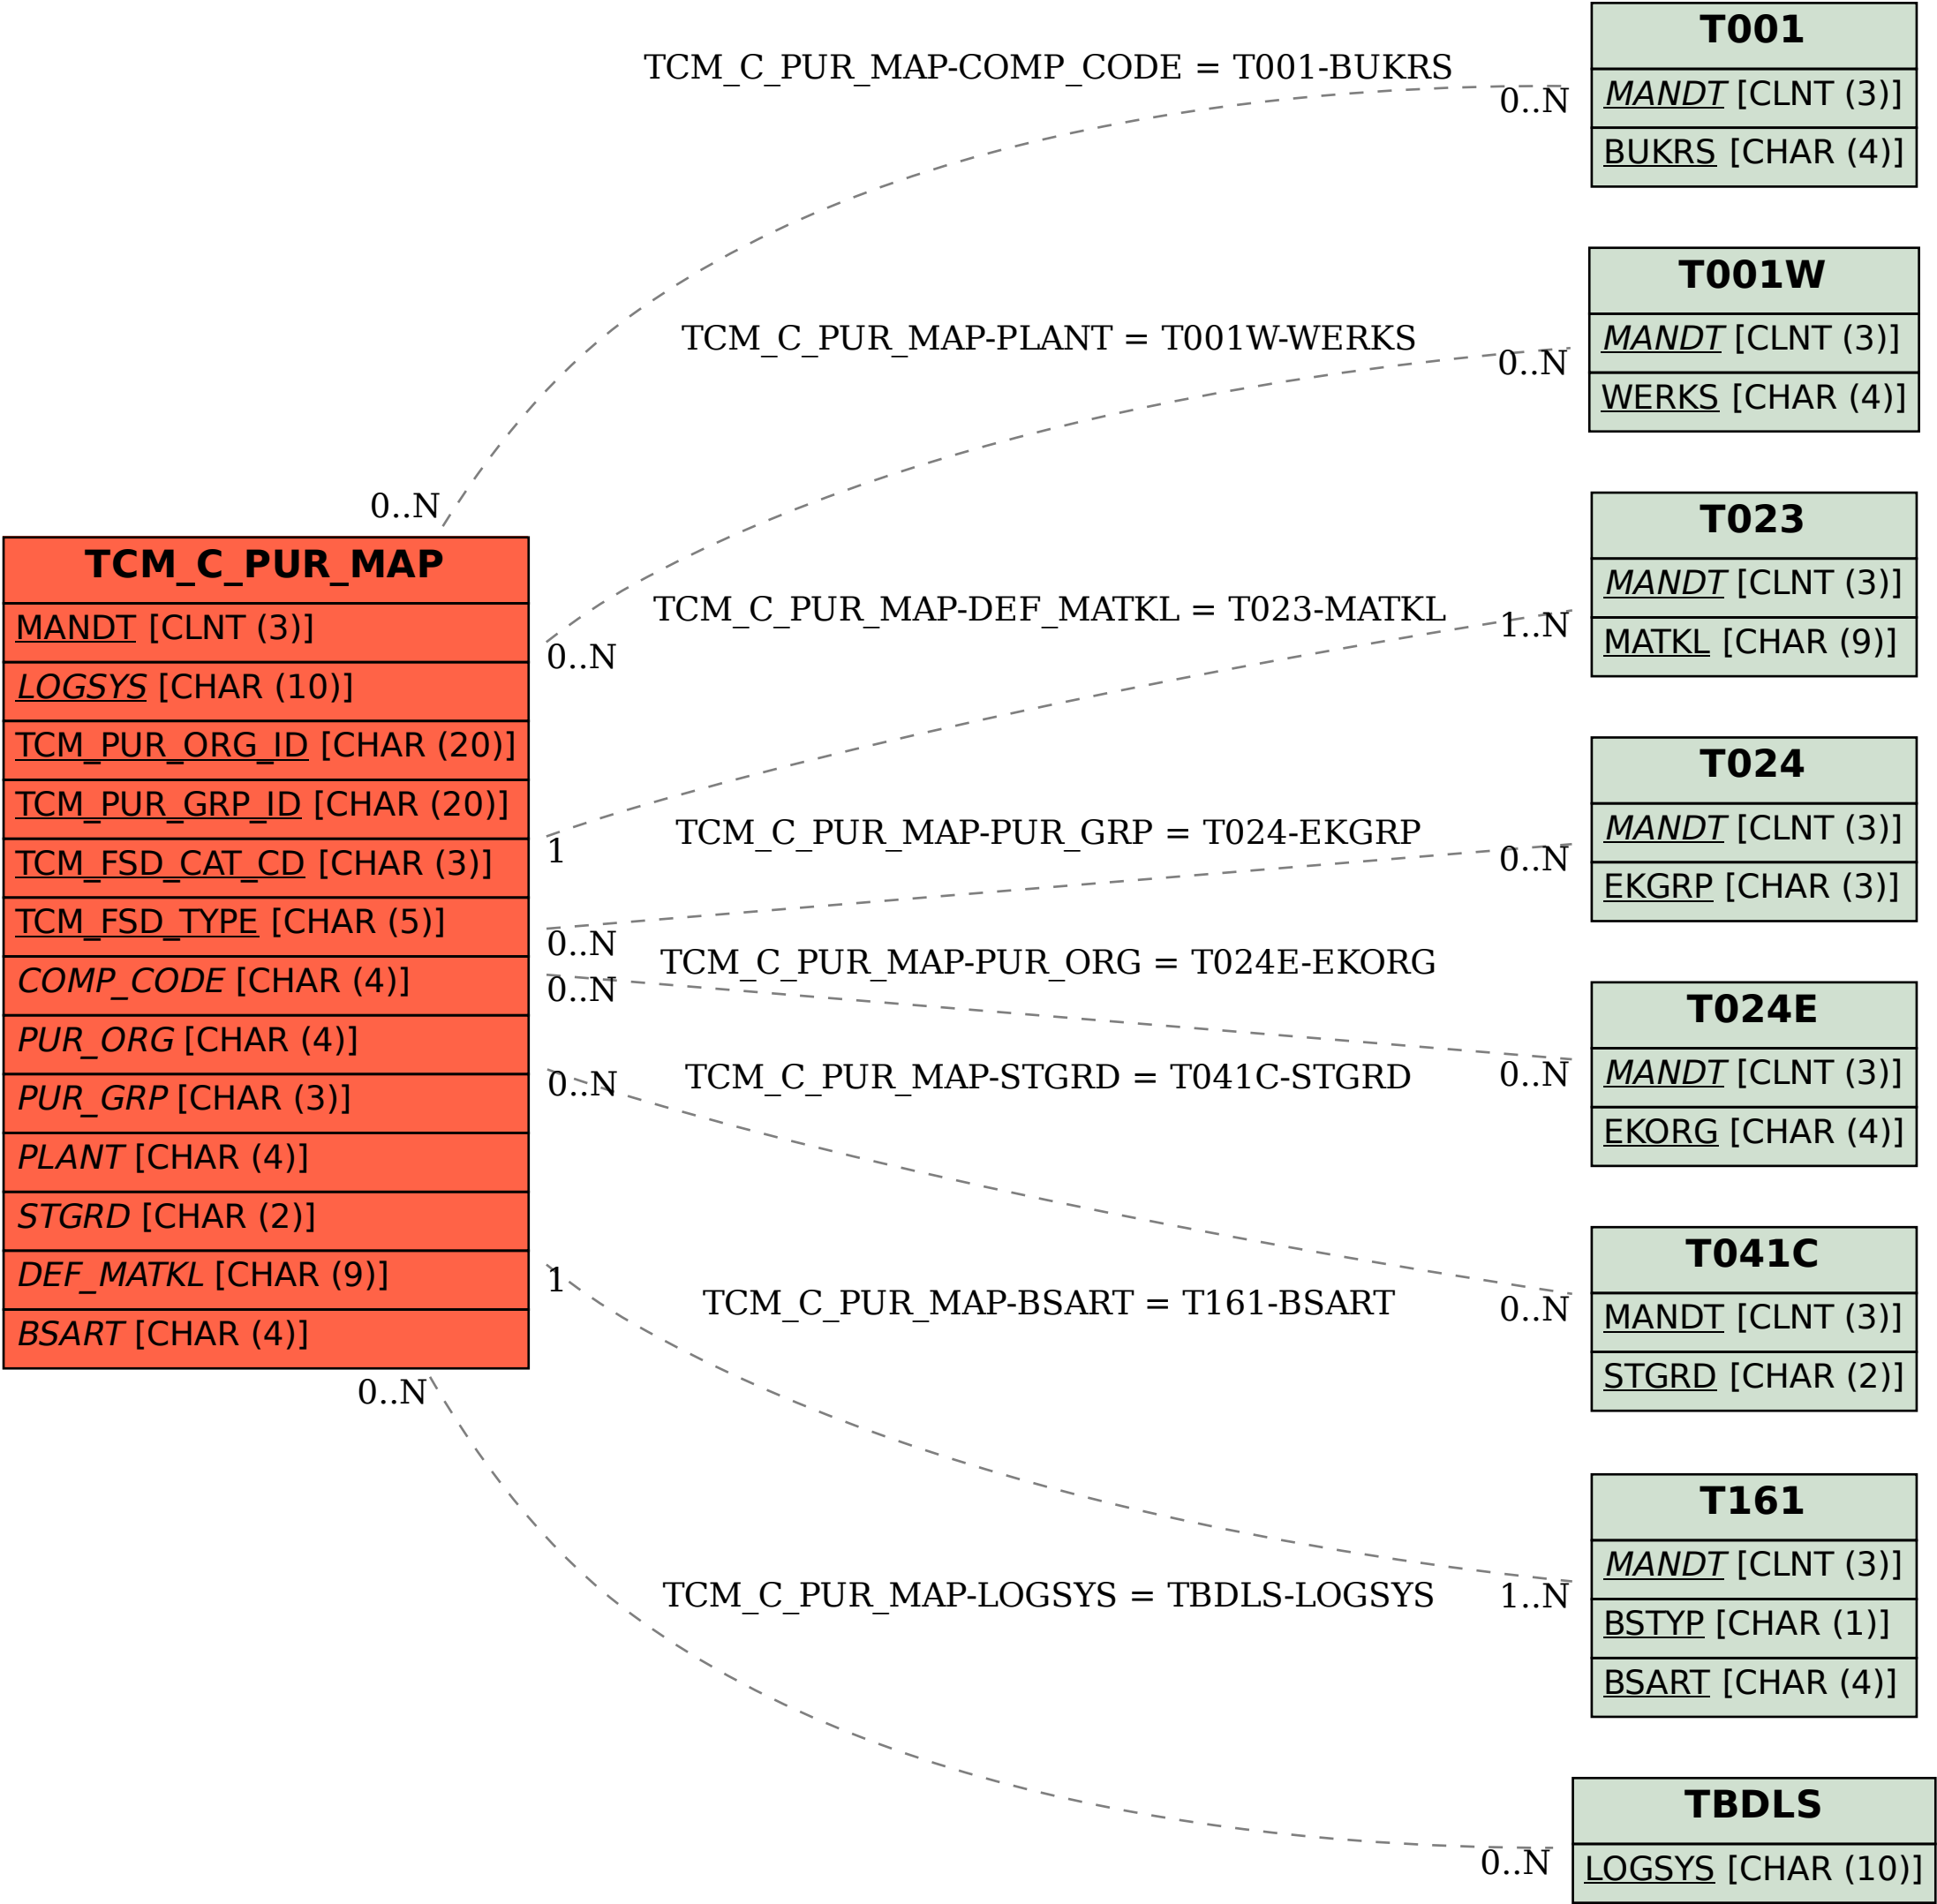 T001
MANDT [CLNT (3)]
BUKRS [CHAR (4)]
TCM_C_PUR_MAP-COMP_CODE = T001-BUKRS
0..N
0..N
T001W
MANDT [CLNT (3)]
WERKS [CHAR (4)]
TCM_C_PUR_MAP-PLANT = T001W-WERKS
0..N
0..N
T023
MANDT [CLNT (3)]
MATKL [CHAR (9)]
TCM_C_PUR_MAP-DEF_MATKL = T023-MATKL
1..N
1
TCM_C_PUR_MAP
MANDT [CLNT (3)]
LOGSYS [CHAR (10)]
TCM_PUR_ORG_ID [CHAR (20)]
TCM_PUR_GRP_ID [CHAR (20)]
TCM_FSD_CAT_CD [CHAR (3)]
TCM_FSD_TYPE [CHAR (5)]
COMP_CODE [CHAR (4)]
PUR_ORG [CHAR (4)]
PUR_GRP [CHAR (3)]
PLANT [CHAR (4)]
STGRD [CHAR (2)]
DEF_MATKL [CHAR (9)]
BSART [CHAR (4)]
T024
MANDT [CLNT (3)]
EKGRP [CHAR (3)]
TCM_C_PUR_MAP-PUR_GRP = T024-EKGRP
0..N
0..N
T024E
MANDT [CLNT (3)]
EKORG [CHAR (4)]
TCM_C_PUR_MAP-PUR_ORG = T024E-EKORG
0..N
0..N
T041C
MANDT [CLNT (3)]
STGRD [CHAR (2)]
TCM_C_PUR_MAP-STGRD = T041C-STGRD
0..N
0..N
T161
MANDT [CLNT (3)]
BSTYP [CHAR (1)]
BSART [CHAR (4)]
TCM_C_PUR_MAP-BSART = T161-BSART
1
1..N
TBDLS
LOGSYS [CHAR (10)]
TCM_C_PUR_MAP-LOGSYS = TBDLS-LOGSYS
0..N
0..N